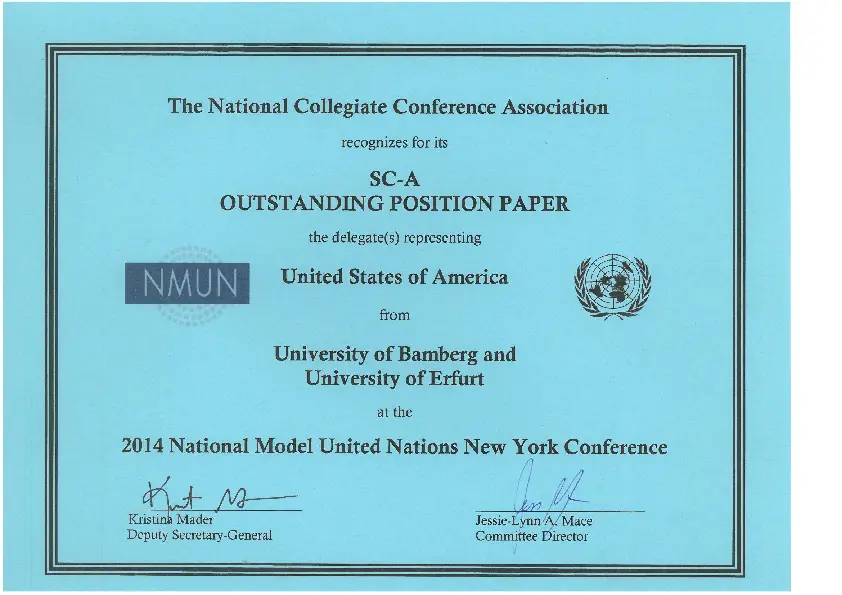 The National Collegiate Conference Association
recognizes for its
SC-A
OUTSTANDING POSITION PAPER
the delegate(s) representing
NMUN
United States of America
from
University of Bamberg and
University of Erfurt
at the
2014 National Model United Nations New York Conference
Kristina Mader
Deputy Secretary-General
Jessie-Lynn A. Mace
Committee Director